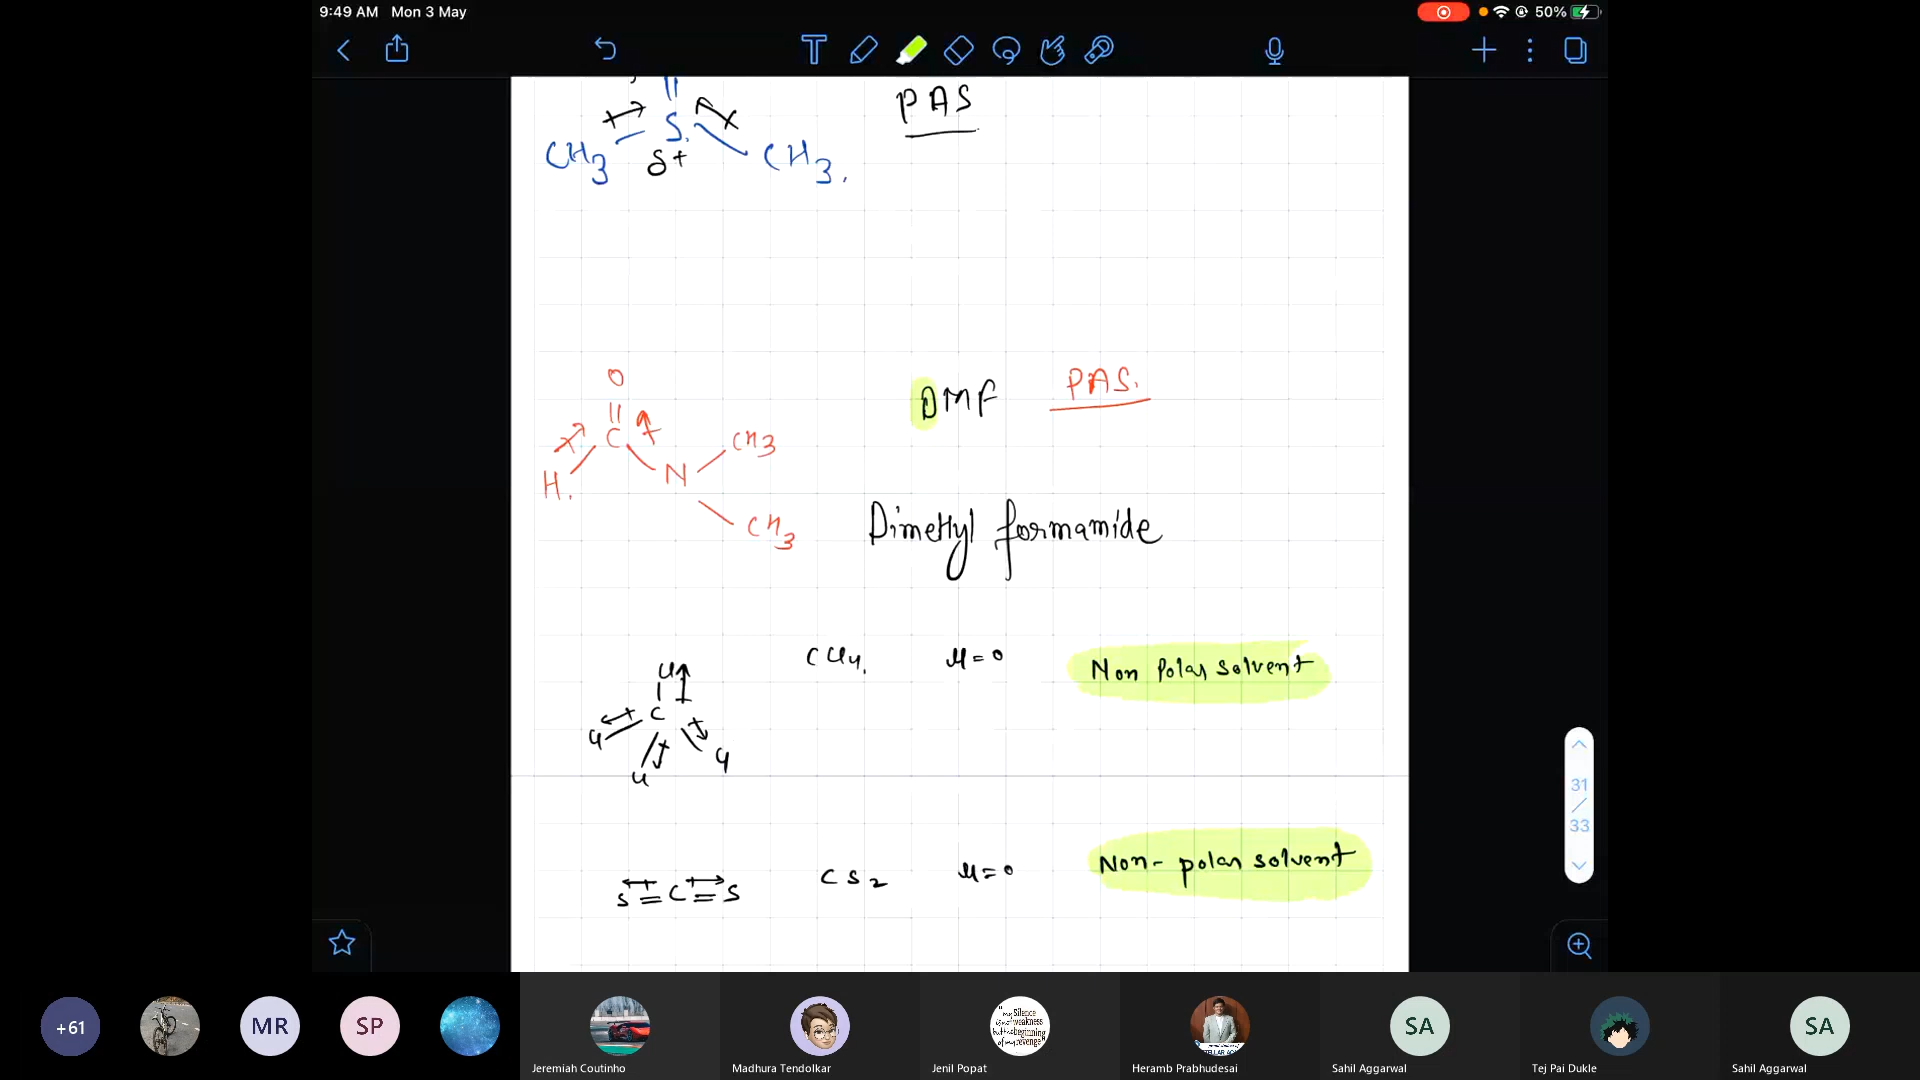 9:49 AM Mon 3 May
50%
PAS
CH3
S
δ+
CH3.
O
C
H.
N
CH3
CH3
DMF
PAS.
Dimethyl formamide
C
μ=0
Non Polar solvent
S=C=S
CS2
μ=0
Non-polar solvent
31
33
+61
MR
SP
SA
SA
Jeremiah Coutinho
Madhura Tendolkar
Jenil Popat
Heramb Prabhudesai
Sahil Aggarwal
Tej Pai Dukle
Sahil Aggarwal